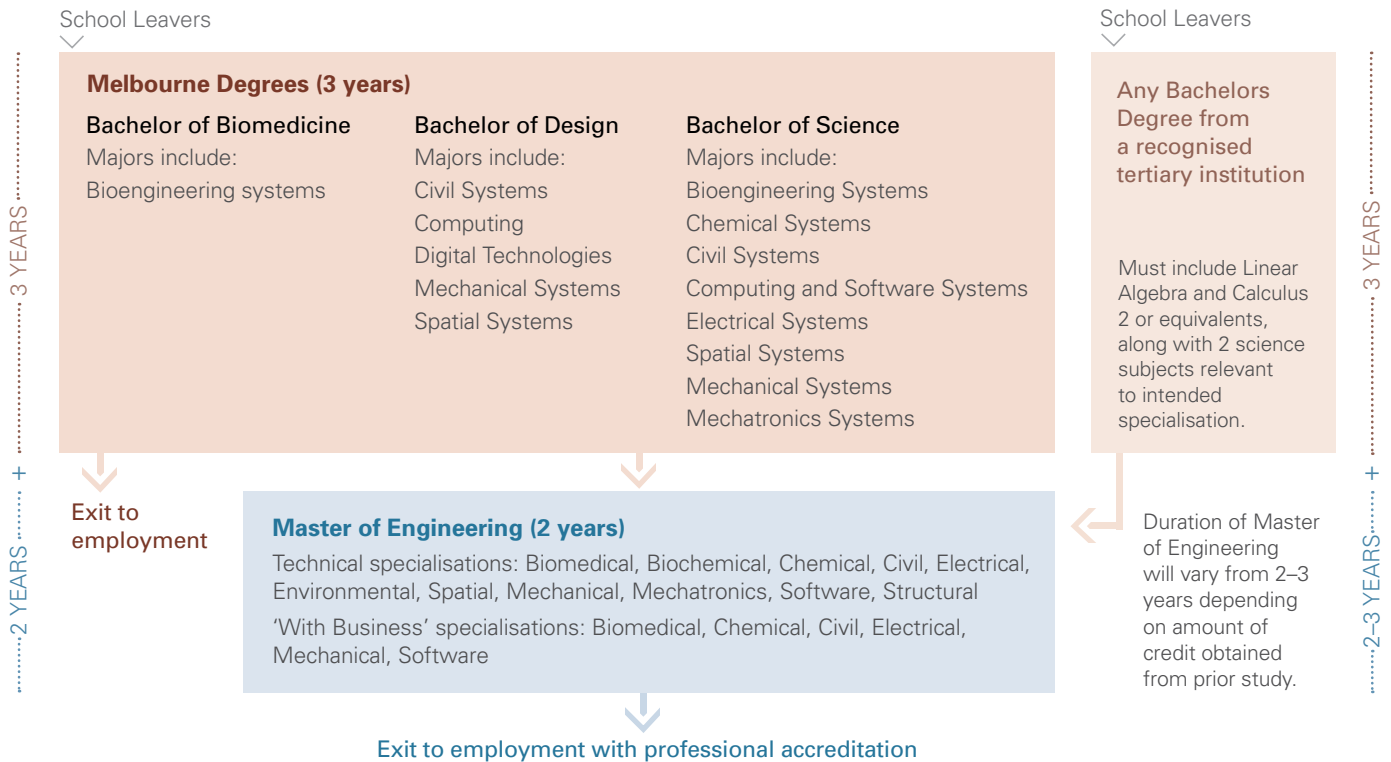 School Leavers
Melbourne Degrees (3 years)
Bachelor of Biomedicine
Majors include:
Bioengineering systems
Bachelor of Design
Majors include:
Civil Systems
Computing
Digital Technologies
Mechanical Systems
Spatial Systems
Bachelor of Science
Majors include:
Bioengineering Systems
Chemical Systems
Civil Systems
Computing and Software Systems
Electrical Systems
Spatial Systems
Mechanical Systems
Mechatronics Systems
3 YEARS
+
2 YEARS
Exit to
employment
Master of Engineering (2 years)
Technical specialisations: Biomedical, Biochemical, Chemical, Civil, Electrical,
Environmental, Spatial, Mechanical, Mechatronics, Software, Structural
‘With Business’ specialisations: Biomedical, Chemical, Civil, Electrical,
Mechanical, Software
Exit to employment with professional accreditation
School Leavers
Any Bachelors
Degree from
a recognised
tertiary institution
Must include Linear
Algebra and Calculus
2 or equivalents,
along with 2 science
subjects relevant
to intended
specialisation.
Duration of Master
of Engineering
will vary from 2–3
years depending
on amount of
credit obtained
from prior study.
3 YEARS
+
2–3 YEARS